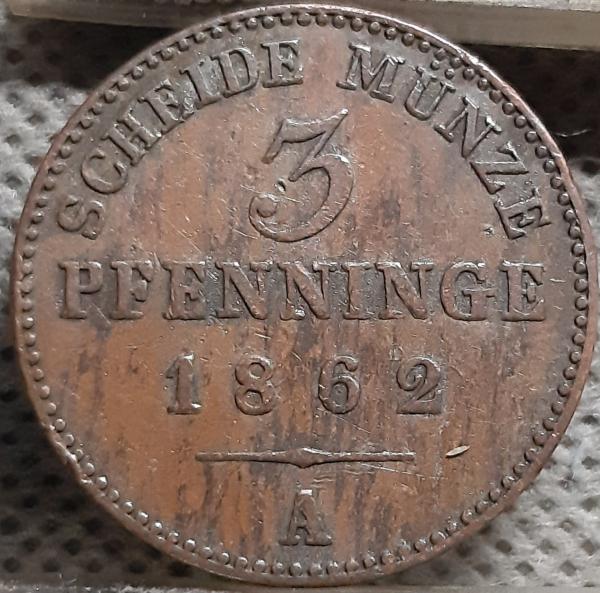 SCHEIDE MÜNZE
3
PFENNINGE
1862
A